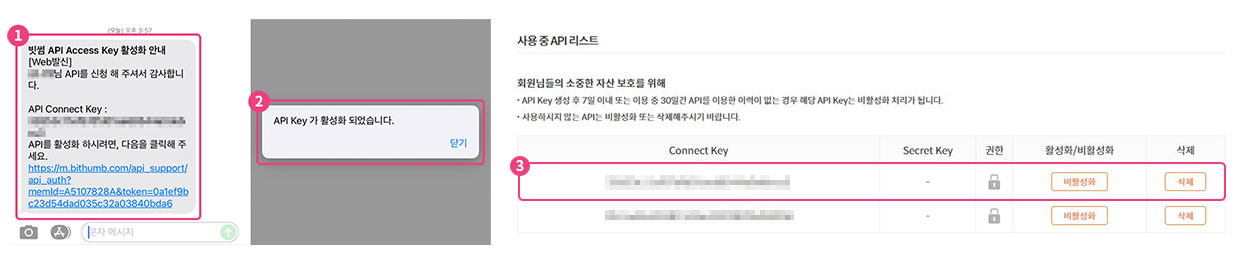 1
(오늘) 오후 3:57
빗썸 API Access Key 활성화 안내
[Web발신]
님 API를 신청 해 주셔서 감사합니
다.
API Connect Key :
API를 활성화 하시려면, 다음을 클릭해 주
세요.
https://m.bithumb.com/api_support/
api_auth?
memId=A5107828A&token=0a1ef9b
c23d54dad035c32a03840bda6
문자 메시지
2
API Key 가 활성화 되었습니다.
닫기
사용 중 API 리스트
회원님들의 소중한 자산 보호를 위해
• API Key 생성 후 7일 이내 또는 이용 중 30일간 API를 이용한 이력이 없는 경우 해당 API Key는 비활성화 처리가 됩니다.
• 사용하시지 않는 API는 비활성화 또는 삭제해주시기 바랍니다.
Connect Key Secret Key 권한 활성화/비활성화 삭제
3
- 비활성화 삭제
- 비활성화 삭제